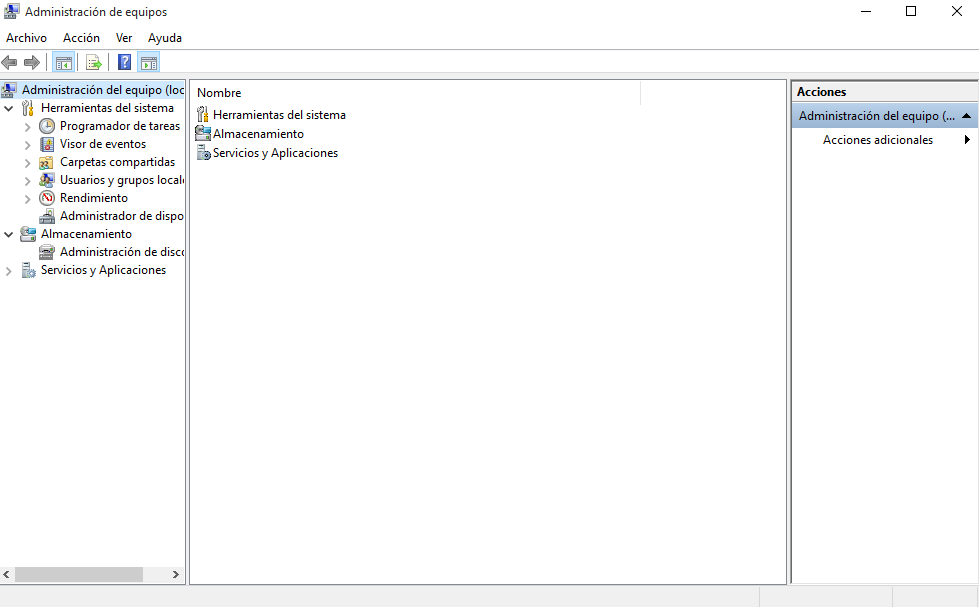 Administración de equipos
Archivo Acción Ver Ayuda
Administración del equipo (loc
Herramientas del sistema
Programador de tareas
Visor de eventos
Carpetas compartidas
Usuarios y grupos local
Rendimiento
Administrador de dispo
Almacenamiento
Administración de disc
Servicios y Aplicaciones
Nombre
Herramientas del sistema
Almacenamiento
Servicios y Aplicaciones
Acciones
Administración del equipo (...
Acciones adicionales